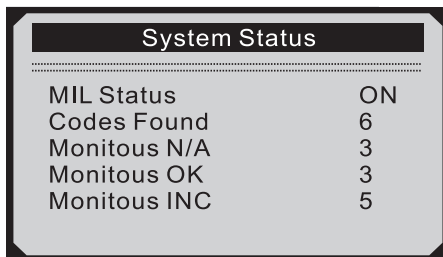 System Status
MIL Status ON
Codes Found 6
Monitous N/A 3
Monitous OK 3
Monitous INC 5